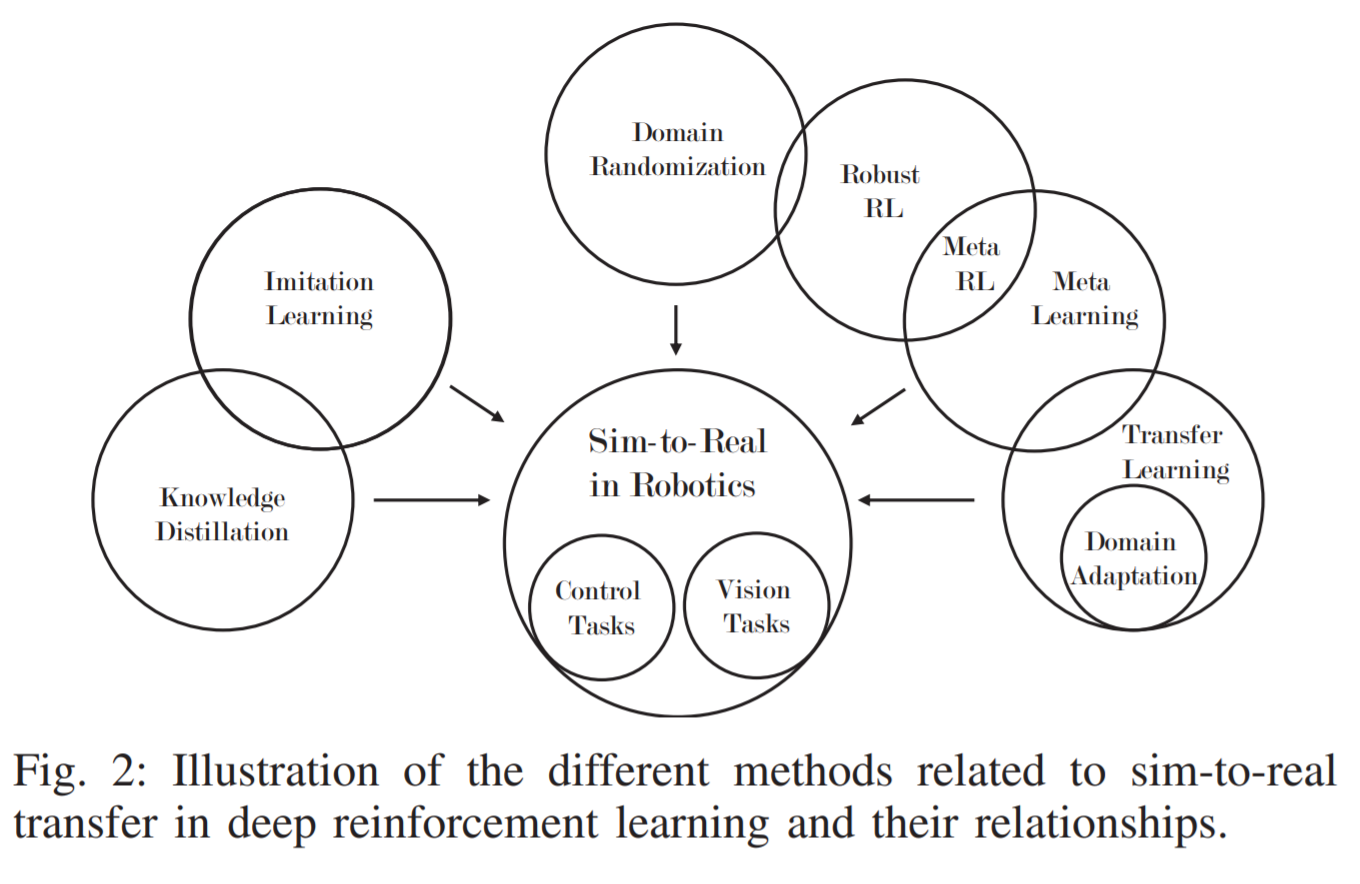 Domain
Randomization
Robust
RL
Meta
RL
Meta
Learning
Imitation
Learning
Knowledge
Distillation
Sim-to-Real
in Robotics
Control
Tasks
Vision
Tasks
Transfer
Learning
Domain
Adaptation
Fig. 2: Illustration of the different methods related to sim-to-real
transfer in deep reinforcement learning and their relationships.